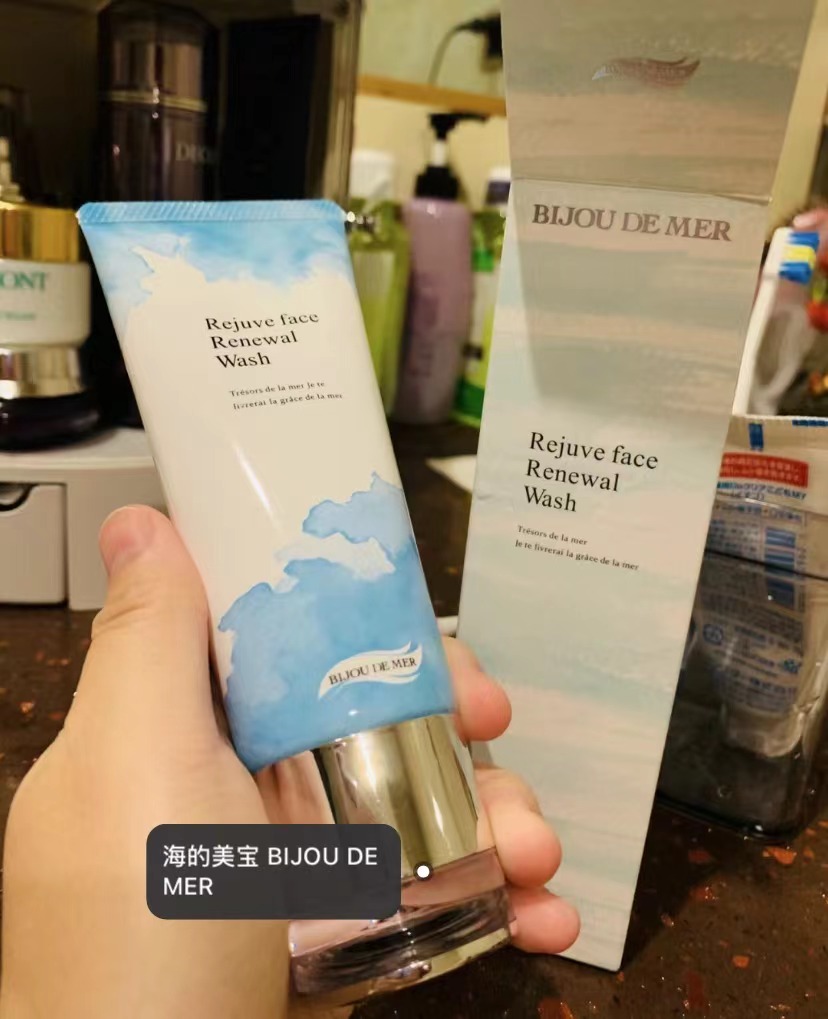 BIJOU DE MER
Rejuve face
Renewal
Wash
Trésors de la mer
Je te livrerai la grâce de la mer
Rejuve face
Renewal
Wash
Trésors de la mer Je te
livrerai la grâce de la mer
BIJOU DE MER
海的美宝 BIJOU DE
MER